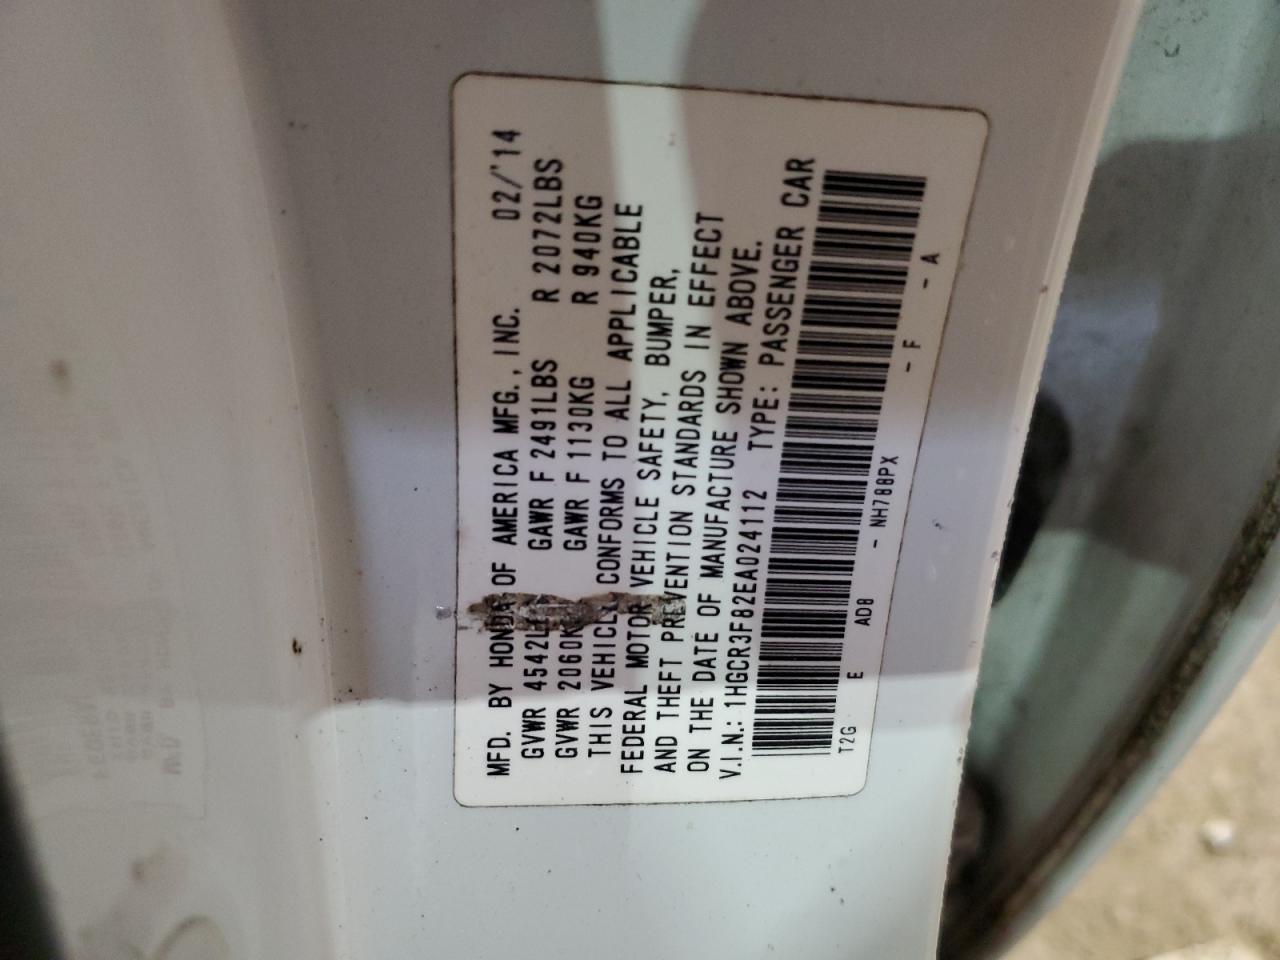 MFD. BY HONDA OF AMERICA MFG., INC. 02/'14
GVWR 4542L GAWR F 2491LBS R 2072LBS
GVWR 2060K GAWR F 1130KG R 940KG
THIS VEHICLE CONFORMS TO ALL APPLICABLE
FEDERAL MOTOR VEHICLE SAFETY, BUMPER,
AND THEFT PREVENTION STANDARDS IN EFFECT
ON THE DATE OF MANUFACTURE SHOWN ABOVE.
V.I.N.: 1HGCR3F82EA024112 TYPE: PASSENGER CAR
T2G E AD8 - NH788PX - F - A